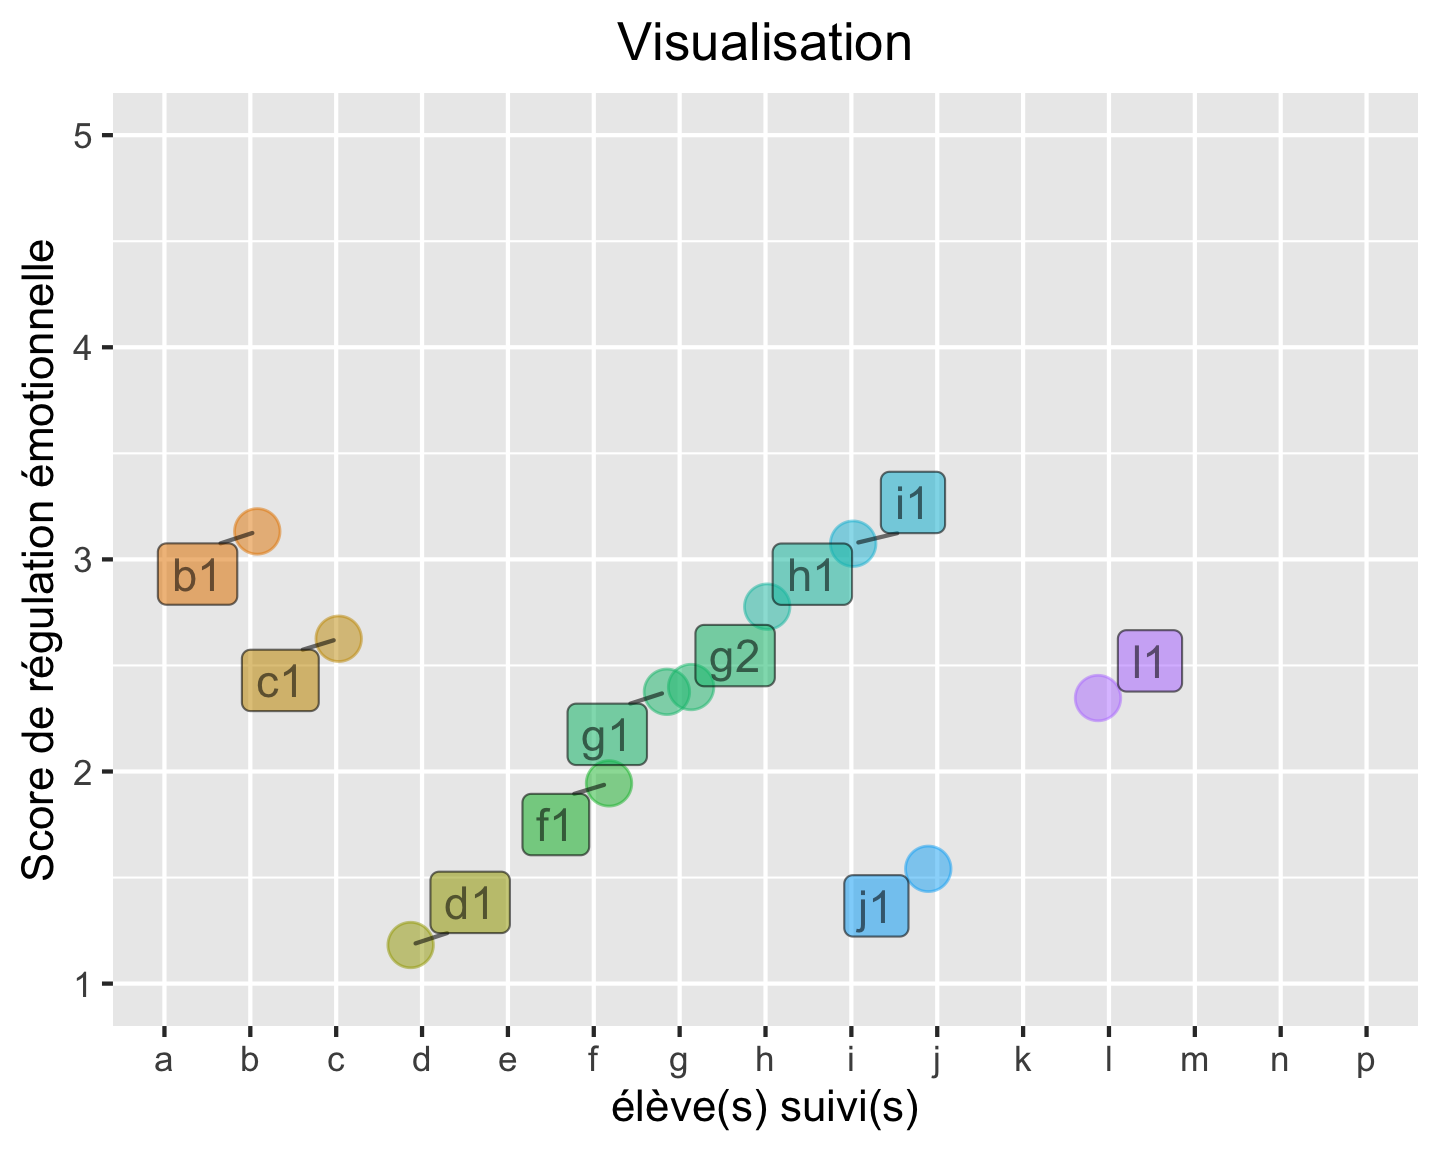 Visualisation
Score de régulation émotionnelle
5
4
3
2
1
i1
b1
h1
g2
l1
c1
g1
f1
d1
j1
a b c d e f g h i j k l m n p
élève(s) suivi(s)